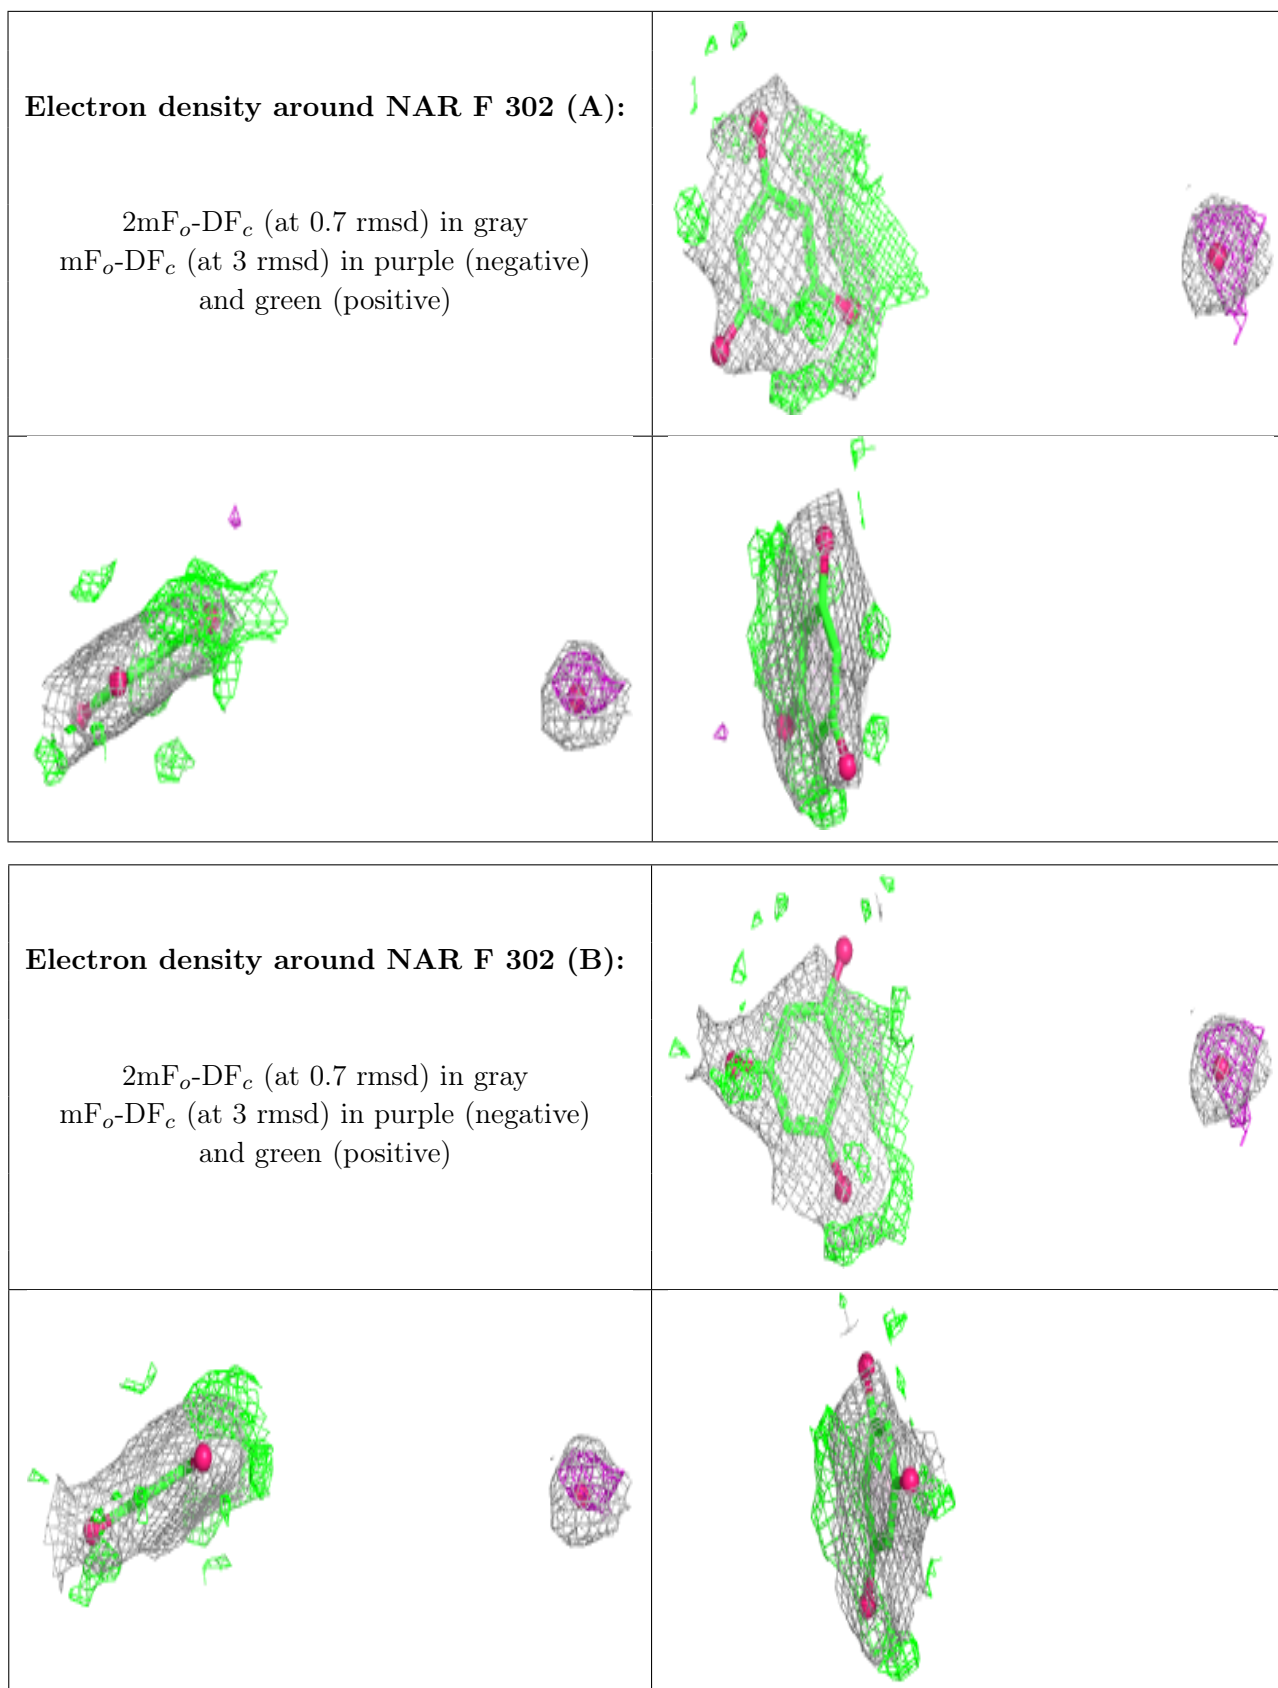 Electron density around NAR F 302 (A):
2mFₒ-DF𝒸 (at 0.7 rmsd) in gray
mFₒ-DF𝒸 (at 3 rmsd) in purple (negative)
and green (positive)
Electron density around NAR F 302 (B):
2mFₒ-DF𝒸 (at 0.7 rmsd) in gray
mFₒ-DF𝒸 (at 3 rmsd) in purple (negative)
and green (positive)